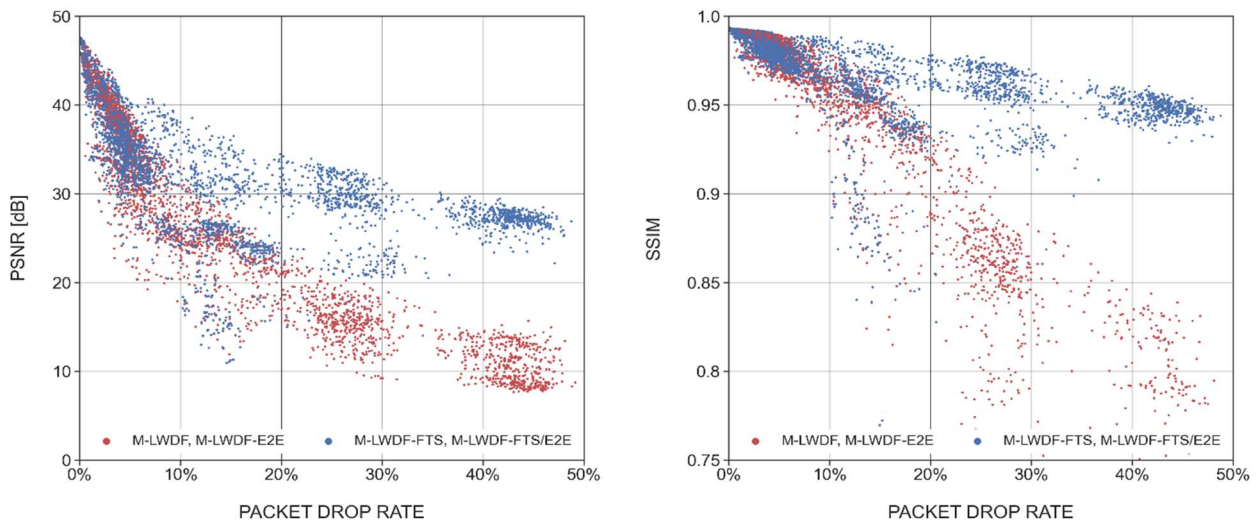 50
40
30
20
10
0
PSNR [dB]
M-LWDF, M-LWDF-E2E
M-LWDF-FTS, M-LWDF-FTS/E2E
0% 10% 20% 30% 40% 50%
PACKET DROP RATE
1.0
0.95
0.9
0.85
0.8
0.75
SSIM
M-LWDF, M-LWDF-E2E
M-LWDF-FTS, M-LWDF-FTS/E2E
0% 10% 20% 30% 40% 50%
PACKET DROP RATE